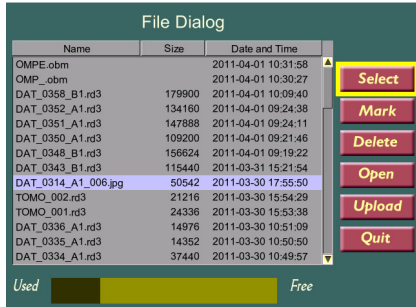 File Dialog
Name Size Date and Time
OMPE.obm 2011-04-01 10:31:58
OMP_.obm 2011-04-01 10:30:27
DAT_0358_B1.rd3 179900 2011-04-01 10:09:40
DAT_0352_A1.rd3 134160 2011-04-01 09:24:38
DAT_0351_A1.rd3 147888 2011-04-01 09:24:11
DAT_0350_A1.rd3 109200 2011-04-01 09:21:46
DAT_0348_B1.rd3 156624 2011-04-01 09:19:22
DAT_0343_B1.rd3 115440 2011-03-31 15:21:54
DAT_0314_A1_006.jpg 50542 2011-03-30 17:55:50
TOMO_002.rd3 21216 2011-03-30 15:54:29
TOMO_001.rd3 24336 2011-03-30 15:53:38
DAT_0336_A1.rd3 14976 2011-03-30 10:51:09
DAT_0335_A1.rd3 14352 2011-03-30 10:50:50
DAT_0334_A1.rd3 37440 2011-03-30 10:49:57
Select
Mark
Delete
Open
Upload
Quit
Used Free